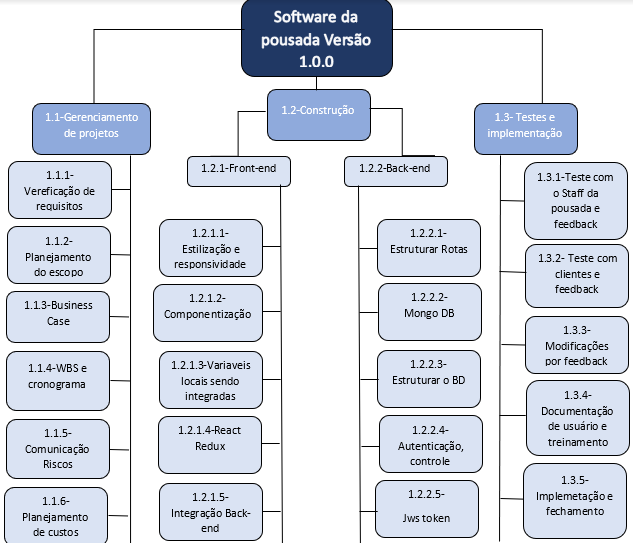 Software da
pousada Versão
1.0.0
1.1-Gerenciamento
de projetos
1.2-Construção
1.3- Testes e
implementação
1.2.1-Front-end
1.2.2-Back-end
1.1.1-
Vereficação de
requisitos
1.1.2-
Planejamento
do escopo
1.1.3-Business
Case
1.1.4-WBS e
cronograma
1.1.5-
Comunicação
Riscos
1.1.6-
Planejamento
de custos
1.2.1.1-
Estilização e
responsividade
1.2.1.2-
Componentização
1.2.1.3-Variaveis
locais sendo
integradas
1.2.1.4-React
Redux
1.2.1.5-
Integração Back-
end
1.2.2.1-
Estruturar Rotas
1.2.2.2-
Mongo DB
1.2.2.3-
Estruturar o BD
1.2.2.4-
Autenticação,
controle
1.2.2.5-
Jws token
1.3.1-Teste com
o Staff da
pousada e
feedback
1.3.2- Teste com
clientes e
feedback
1.3.3-
Modificações
por feedback
1.3.4-
Documentação
de usuário e
treinamento
1.3.5-
Implemetação e
fechamento